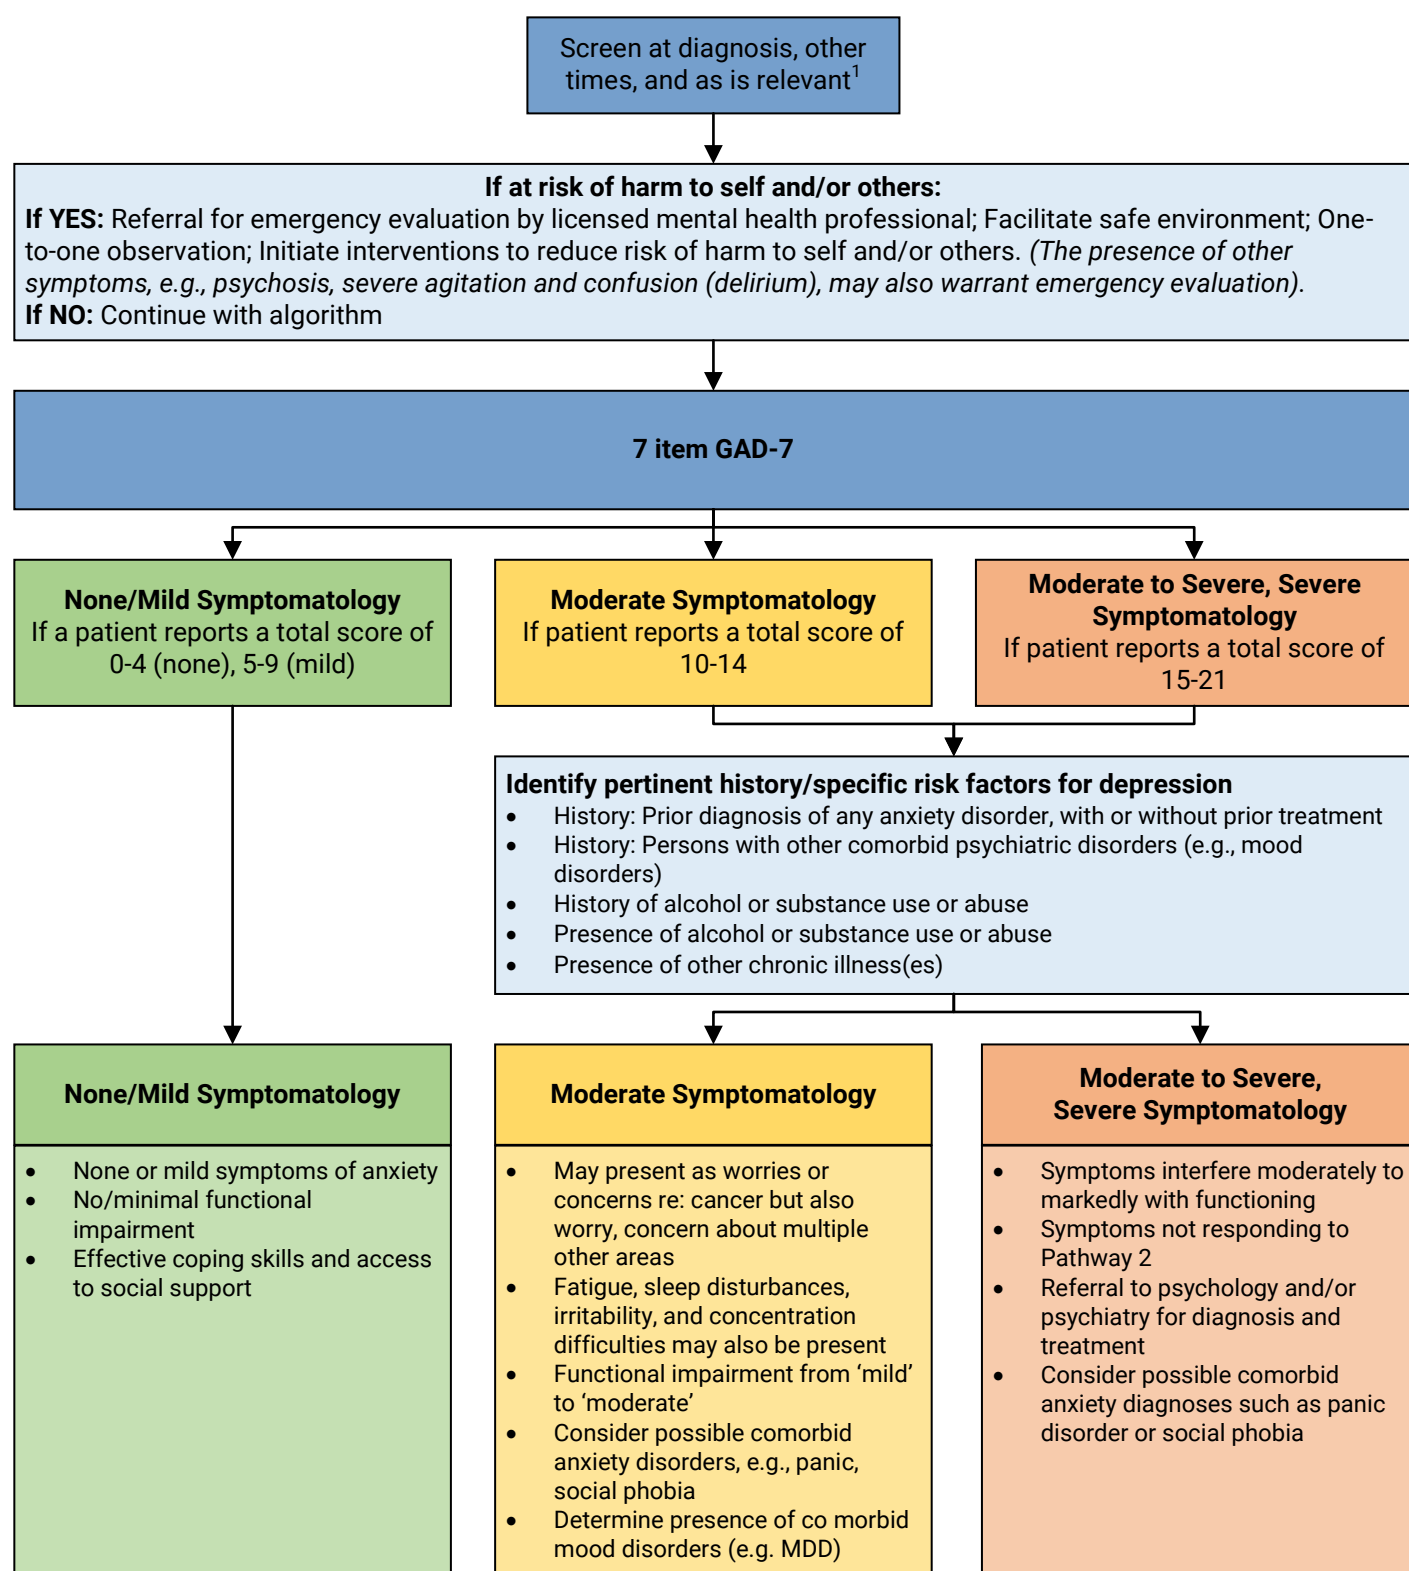 Screen at diagnosis, other
times, and as is relevant1
If at risk of harm to self and/or others:
If YES: Referral for emergency evaluation by licensed mental health professional; Facilitate safe environment; One-
to-one observation; Initiate interventions to reduce risk of harm to self and/or others. (The presence of other
symptoms, e.g., psychosis, severe agitation and confusion (delirium), may also warrant emergency evaluation).
If NO: Continue with algorithm
7 item GAD-7
None/Mild Symptomatology
If a patient reports a total score of
0-4 (none), 5-9 (mild)
Moderate Symptomatology
If patient reports a total score of
10-14
Moderate to Severe, Severe
Symptomatology
If patient reports a total score of
15-21
Identify pertinent history/specific risk factors for depression
• History: Prior diagnosis of any anxiety disorder, with or without prior treatment
• History: Persons with other comorbid psychiatric disorders (e.g., mood
disorders)
• History of alcohol or substance use or abuse
• Presence of alcohol or substance use or abuse
• Presence of other chronic illness(es)
None/Mild Symptomatology
• None or mild symptoms of anxiety
• No/minimal functional
impairment
• Effective coping skills and access
to social support
Moderate Symptomatology
• May present as worries or
concerns re: cancer but also
worry, concern about multiple
other areas
• Fatigue, sleep disturbances,
irritability, and concentration
difficulties may also be present
• Functional impairment from ‘mild’
to ‘moderate’
• Consider possible comorbid
anxiety disorders, e.g., panic,
social phobia
• Determine presence of co morbid
mood disorders (e.g. MDD)
Moderate to Severe,
Severe Symptomatology
• Symptoms interfere moderately to
markedly with functioning
• Symptoms not responding to
Pathway 2
• Referral to psychology and/or
psychiatry for diagnosis and
treatment
• Consider possible comorbid
anxiety diagnoses such as panic
disorder or social phobia